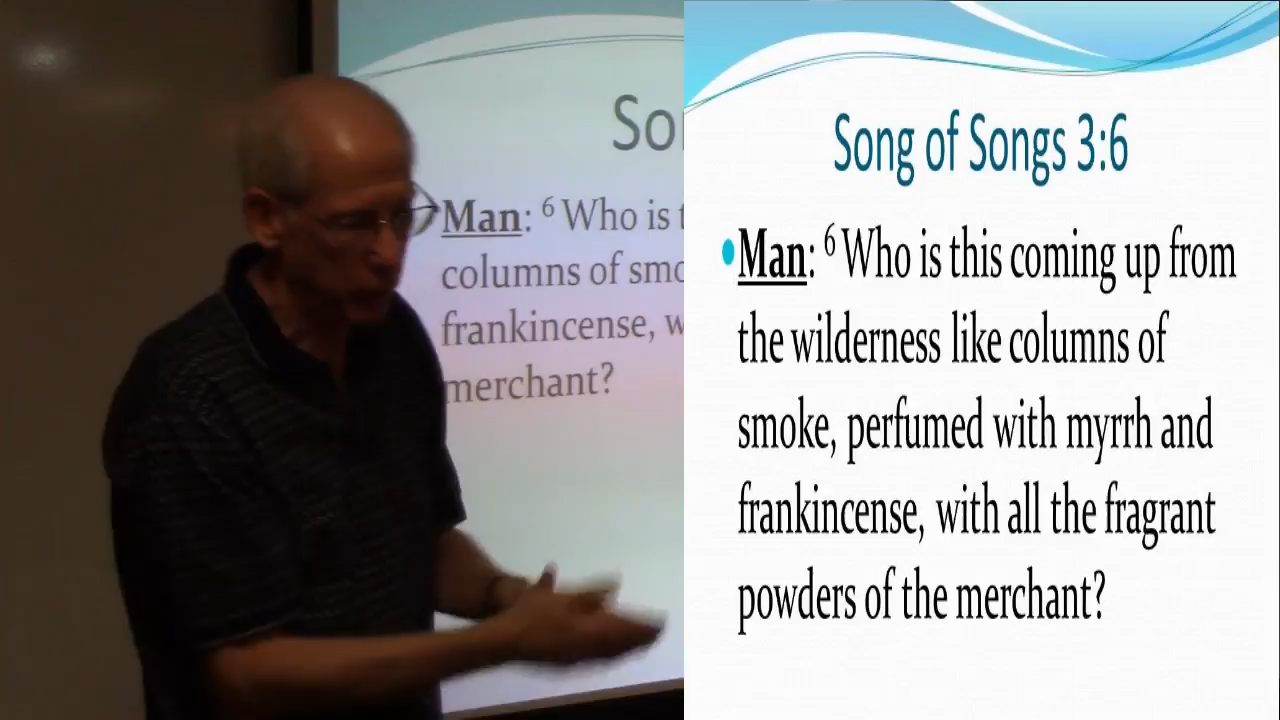 So
Man: 6 Who is
columns of smo
frankincense, w
merchant?
Song of Songs 3:6
• Man: 6 Who is this coming up from
the wilderness like columns of
smoke, perfumed with myrrh and
frankincense, with all the fragrant
powders of the merchant?